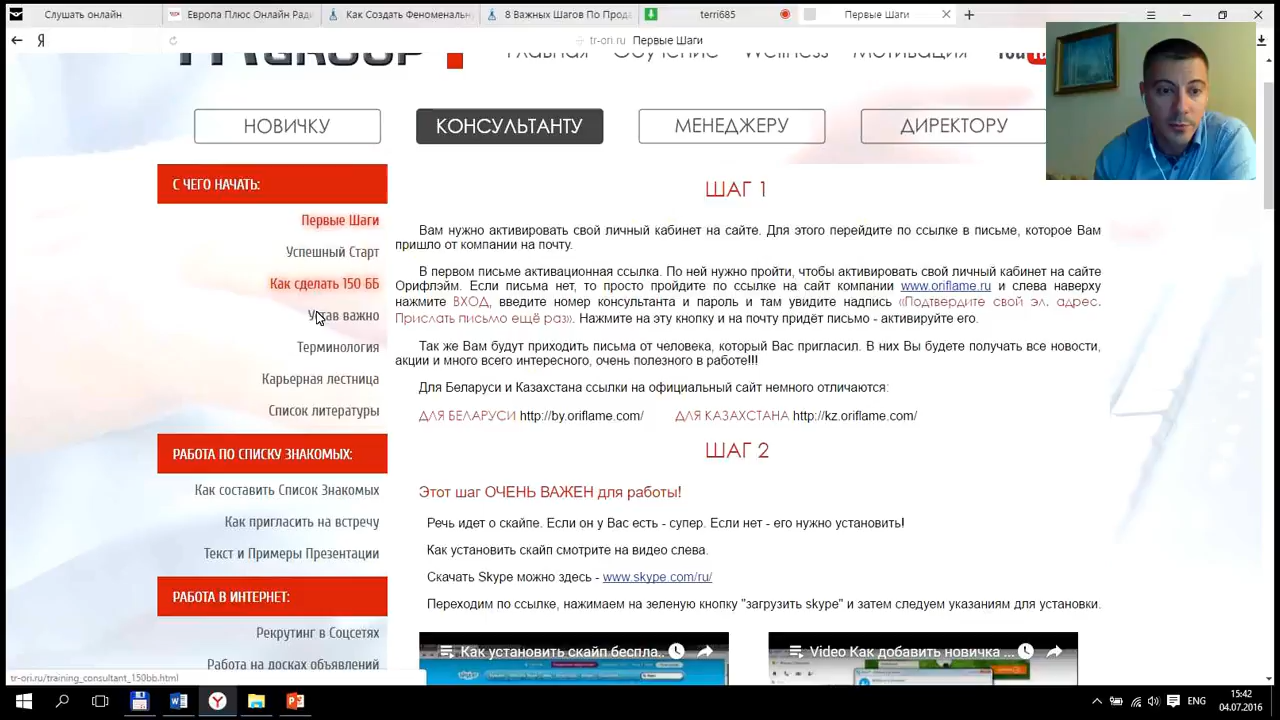 Слушать онлайн
Европа Плюс Онлайн Ради
Как Создать Феноменаль
8 Важных Шагов По Прода
terri685
Первые Шаги
Я
tr-ori.ru Первые Шаги
Главная Обучение Wellness Мотивация
НОВИЧКУ
КОНСУЛЬТАНТУ
МЕНЕДЖЕРУ
ДИРЕКТОРУ
С ЧЕГО НАЧАТЬ:
Первые Шаги
Успешный Старт
Как сделать 150 ББ
важно
Терминология
Карьерная лестница
Список литературы
РАБОТА ПО СПИСКУ ЗНАКОМЫХ:
Как составить Список Знакомых
Как пригласить на встречу
Текст и Примеры Презентации
РАБОТА В ИНТЕРНЕТ:
Рекрутинг в Соцсетях
Работа на досках объявлений
ШАГ 1
Вам нужно активировать свой личный кабинет на сайте. Для этого перейдите по ссылке в письме, которое Вам
пришло от компании на почту.
В первом письме активационная ссылка. По ней нужно пройти, чтобы активировать свой личный кабинет на сайте
Орифлэйм. Если письма нет, то просто пройдите по ссылке на сайт компании www.oriflame.ru и слева наверху
нажмите ВХОД, введите номер консультанта и пароль и там увидите надпись «Подтвердите свой эл. адрес.
Прислать письмо ещё раз». Нажмите на эту кнопку и на почту придёт письмо - активируйте его.
Так же Вам будут приходить письма от человека, который Вас пригласил. В них Вы будете получать все новости,
акции и много всего интересного, очень полезного в работе!!!
Для Беларуси и Казахстана ссылки на официальный сайт немного отличаются:
ДЛЯ БЕЛАРУСИ http://by.oriflame.com/ ДЛЯ КАЗАХСТАНА http://kz.oriflame.com/
ШАГ 2
Этот шаг ОЧЕНЬ ВАЖЕН для работы!
Речь идет о скайпе. Если он у Вас есть - супер. Если нет - его нужно установить!
Как установить скайп смотрите на видео слева.
Скачать Skype можно здесь - www.skype.com/ru/
Переходим по ссылке, нажимаем на зеленую кнопку "загрузить skype" и затем следуем указаниям для установки.
Как установить скайп беспла...
Video Как добавить новичка ...
tr-ori.ru/training_consultant_150bb.html
ENG
15:42
04.07.2016